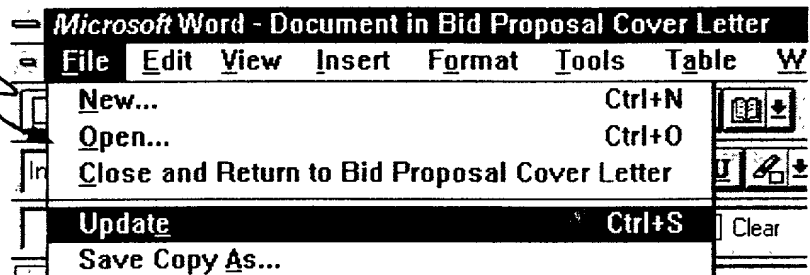 Microsoft Word - Document in Bid Proposal Cover Letter
File Edit View Insert Format Tools Table W
New... Ctrl+N
Open... Ctrl+O
Close and Return to Bid Proposal Cover Letter
In U
Update Ctrl+S Clear
Save Copy As...